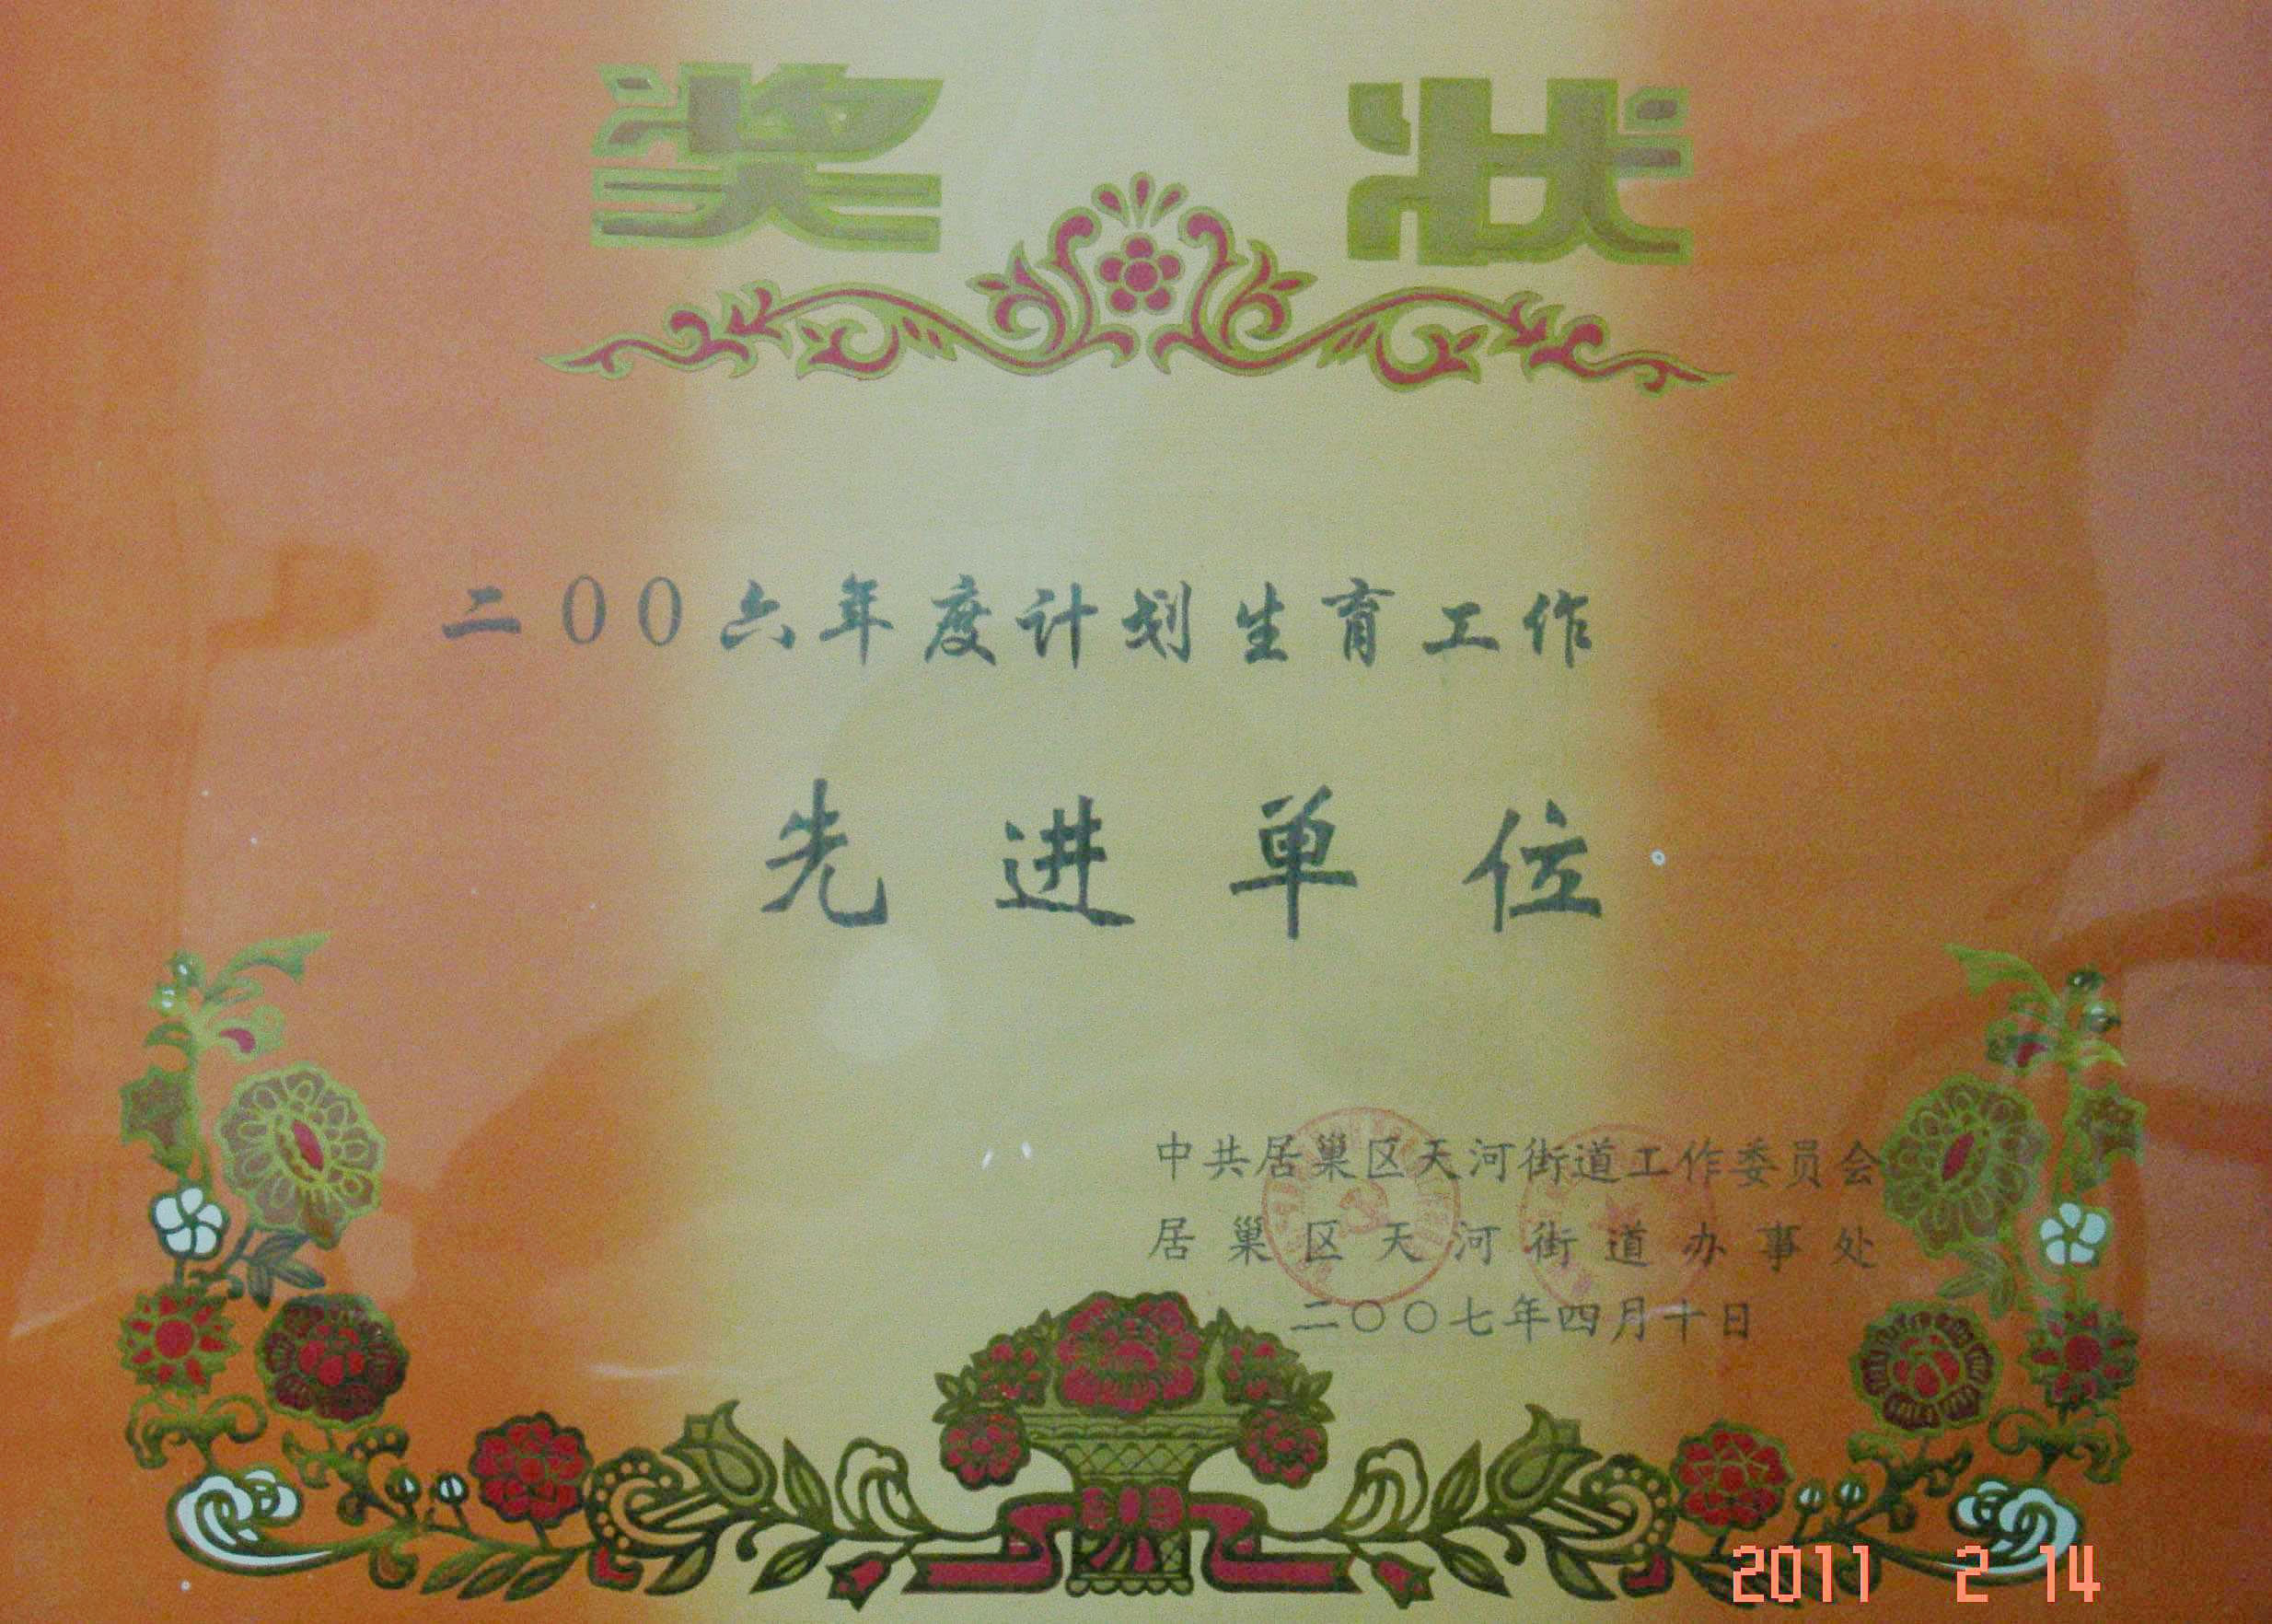 奖状
二00六年度计划生育工作
先进单位
中共居巢区天河街道工作委员会
居巢区天河街道办事处
二〇〇七年四月十日
2011 2 14